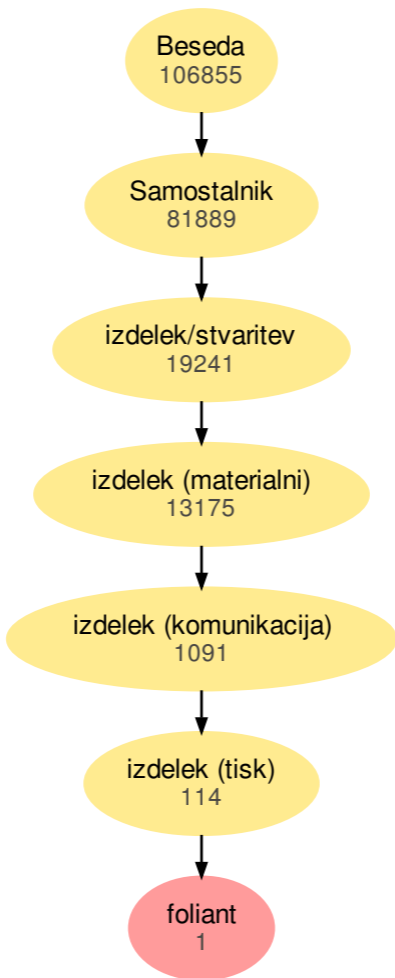 Beseda
106855
Samostalnik
81889
izdelek/stvaritev
19241
izdelek (materialni)
13175
izdelek (komunikacija)
1091
izdelek (tisk)
114
foliant
1